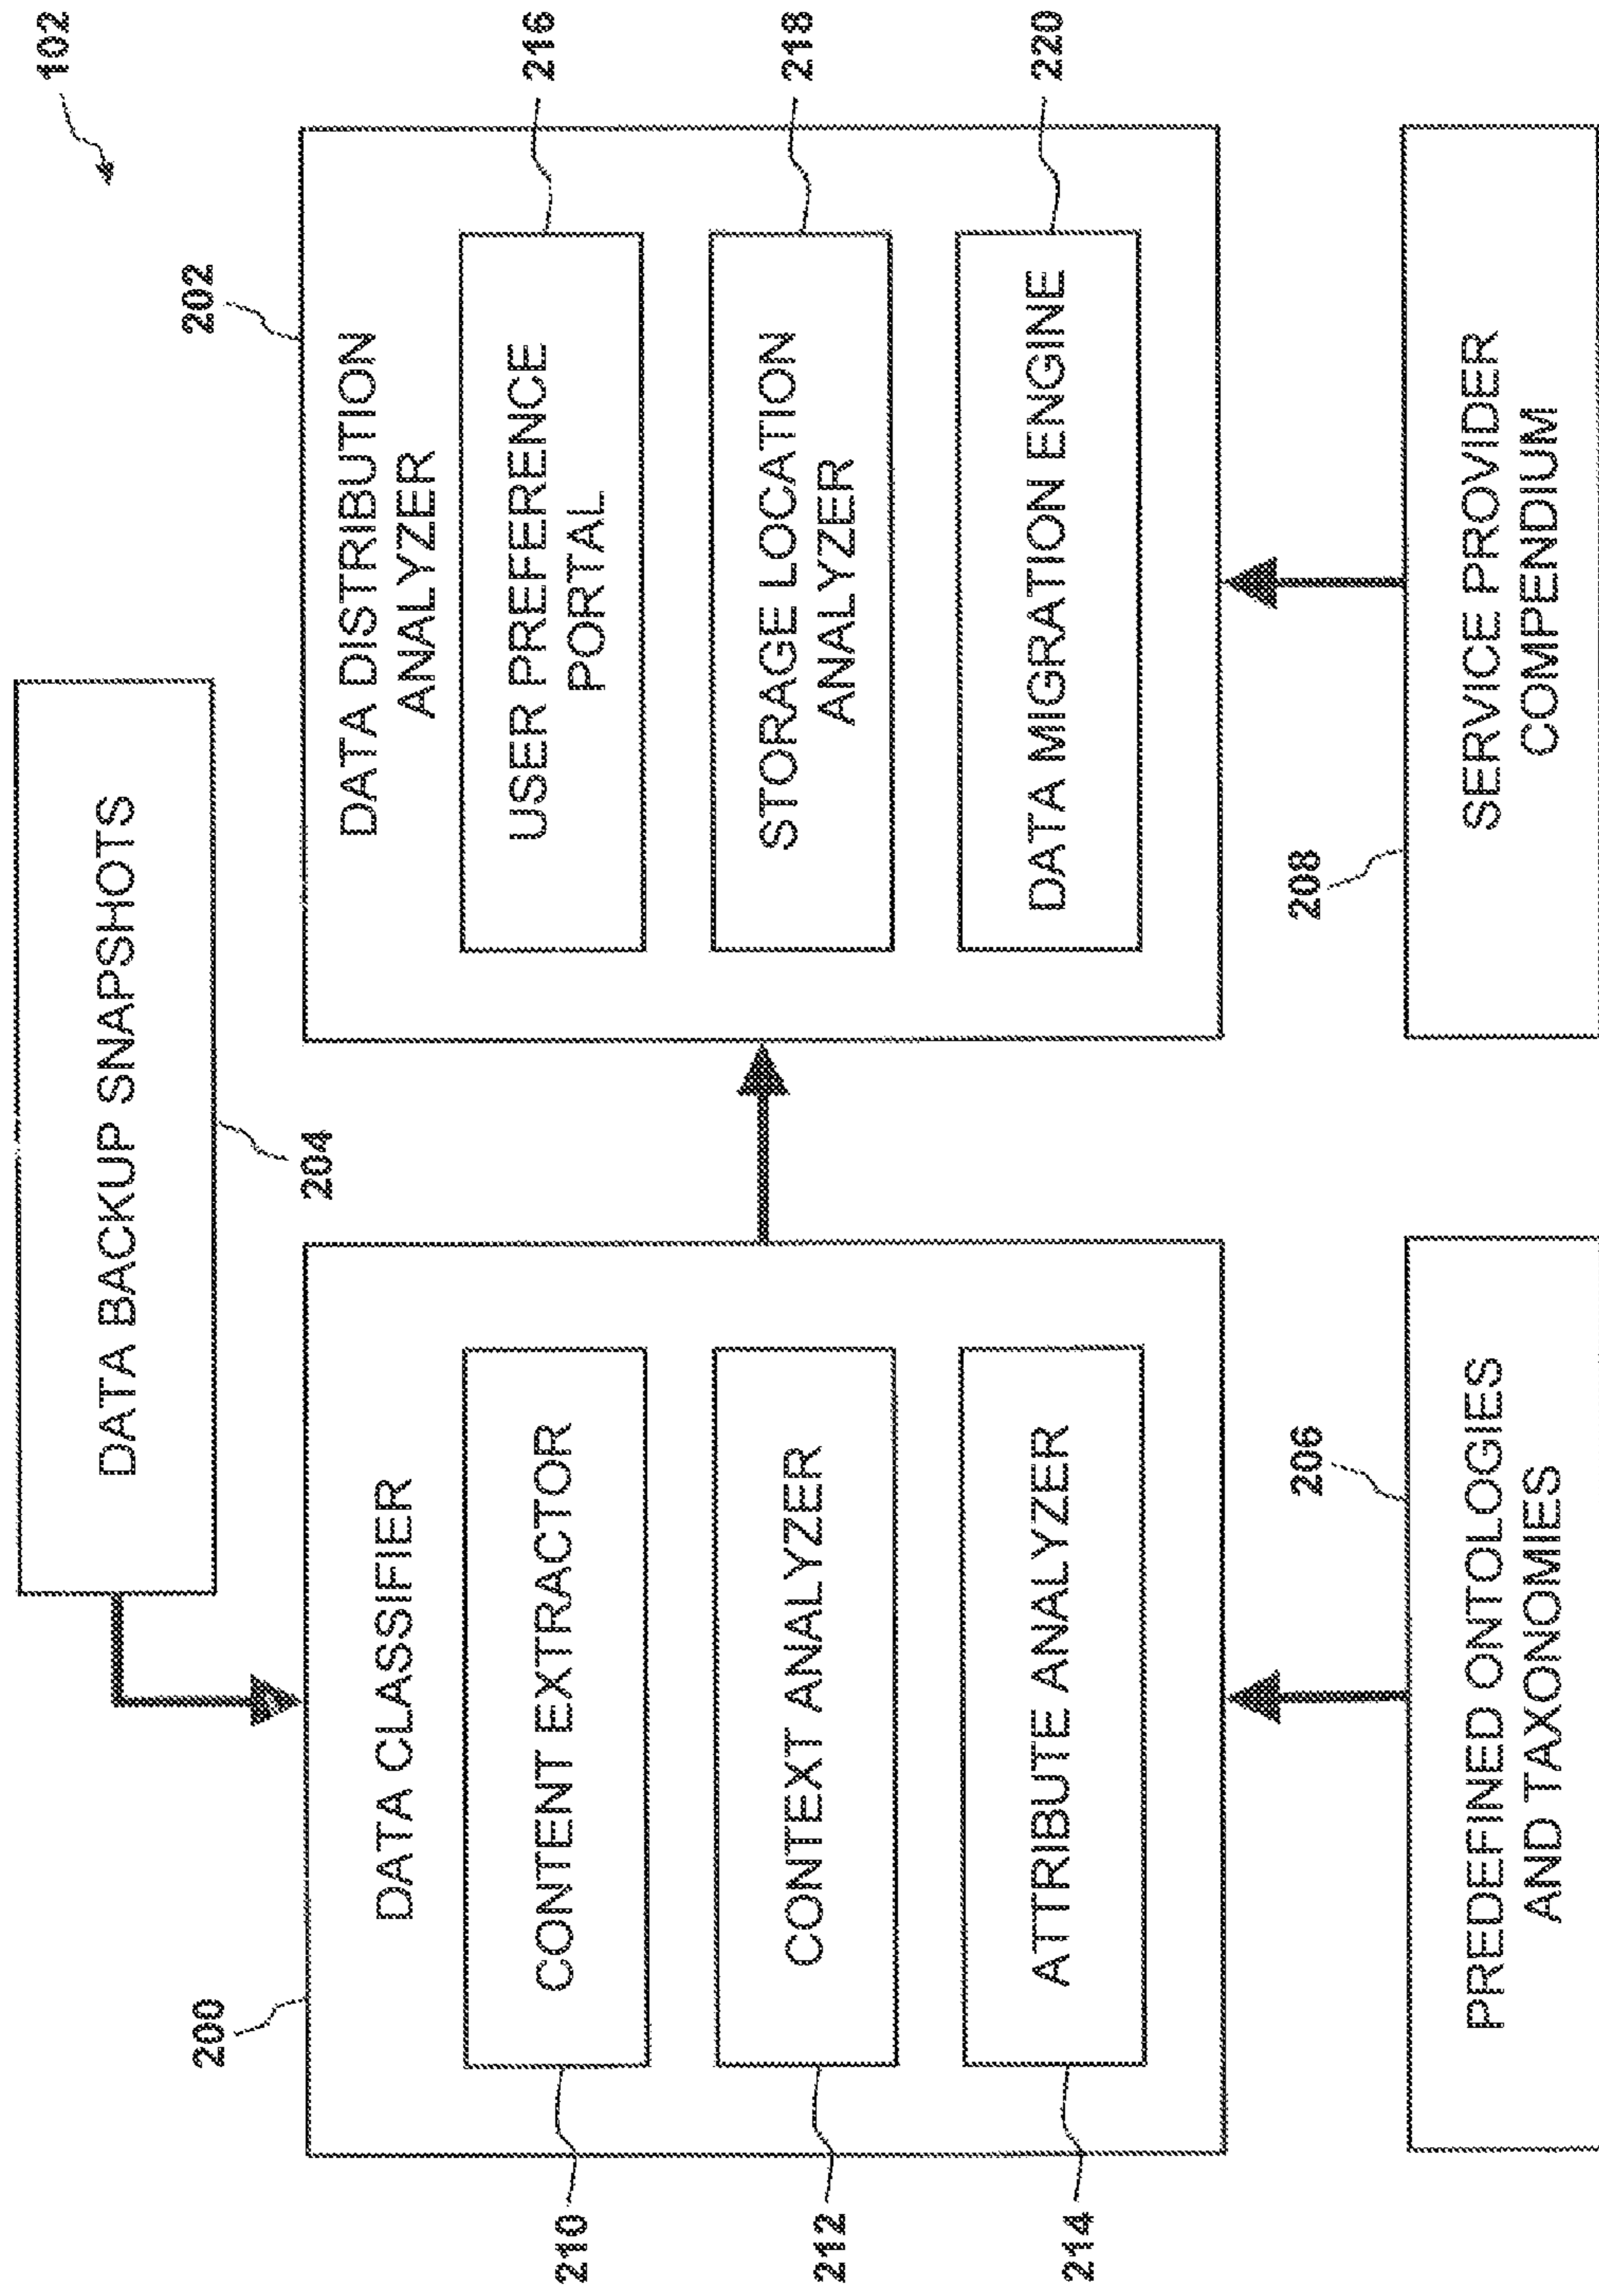 102
DATA BACKUP SNAPSHOTS
204
200
202
DATA CLASSIFIER
CONTENT EXTRACTOR
210
CONTEXT ANALYZER
212
ATTRIBUTE ANALYZER
214
DATA DISTRIBUTION
ANALYZER
USER PREFERENCE
PORTAL
216
STORAGE LOCATION
ANALYZER
218
DATA MIGRATION ENGINE
220
206
PREDEFINED ONTOLOGIES
AND TAXONOMIES
208
SERVICE PROVIDER
COMPENDIUM